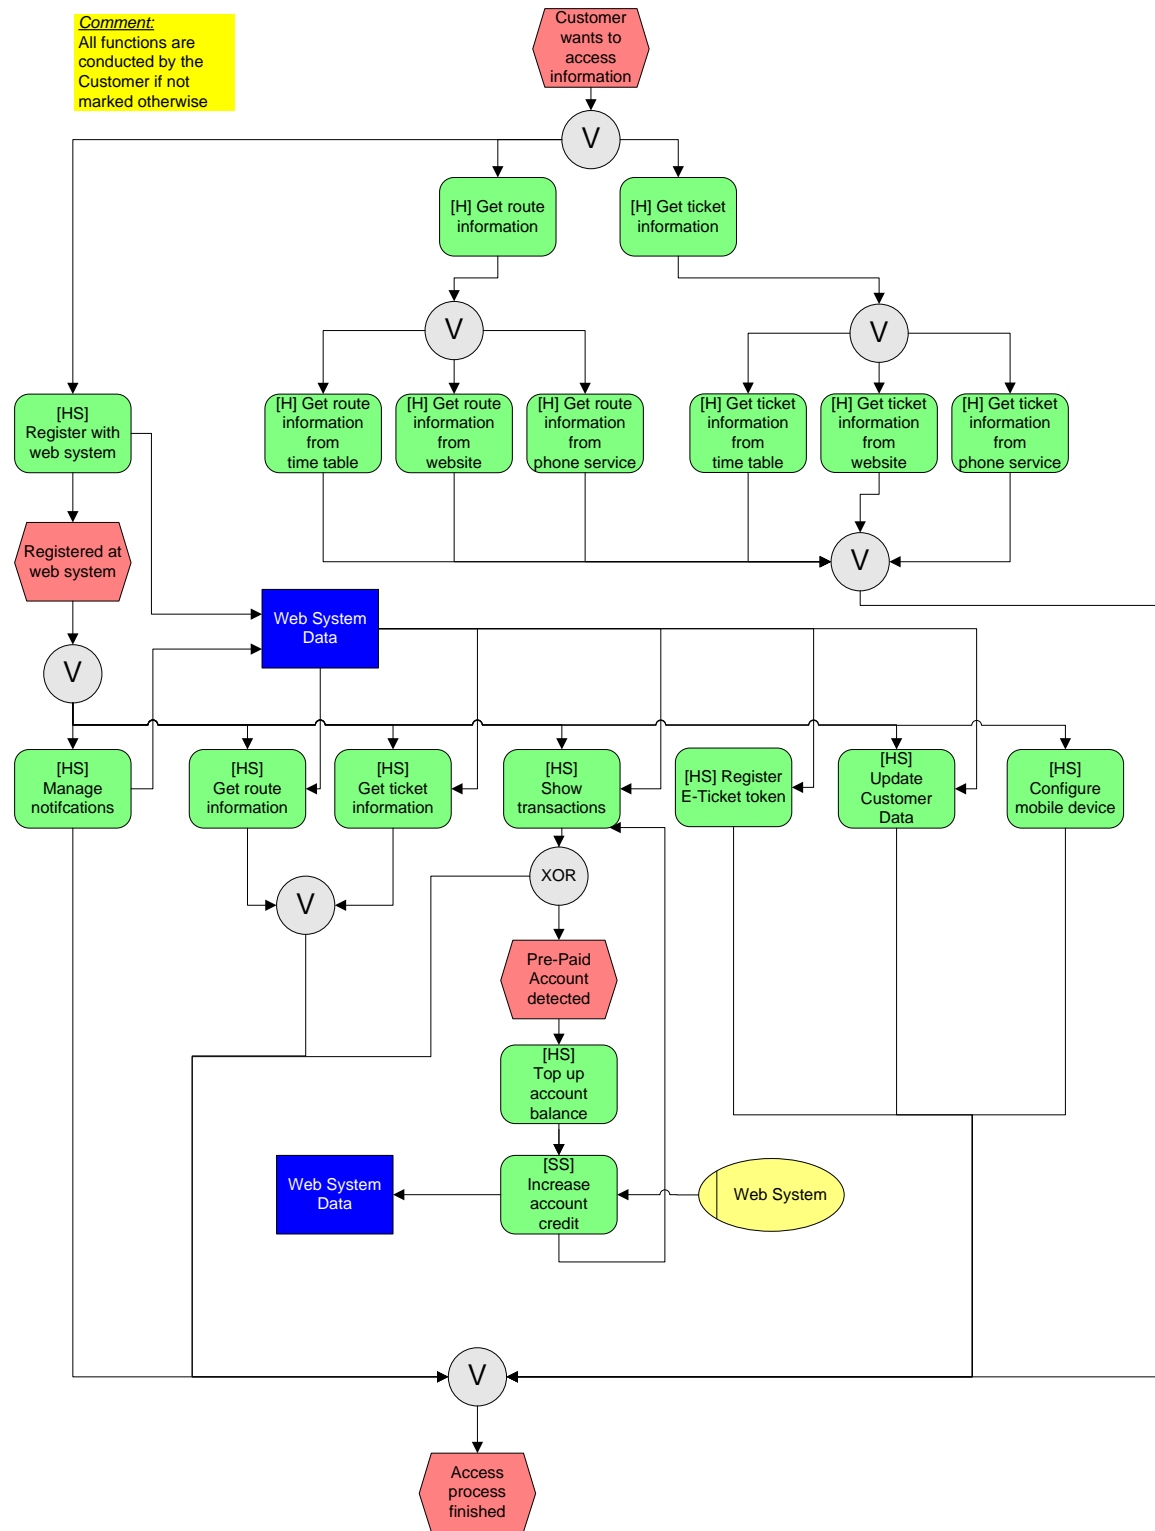 Comment:
All functions are
conducted by the
Customer if not
marked otherwise
Customer
wants to
access
information
V
[H] Get route
information
[H] Get ticket
information
V
V
[HS]
Register with
web system
[H] Get route
information
from
time table
[H] Get route
information
from
website
[H] Get route
information
from
phone service
[H] Get ticket
information
from
time table
[H] Get ticket
information
from
website
[H] Get ticket
information
from
phone service
Registered at
web system
V
Web System
Data
V
[HS]
Manage
notifcations
[HS]
Get route
information
[HS]
Get ticket
information
[HS]
Show
transactions
[HS] Register
E-Ticket token
[HS]
Update
Customer
Data
[HS]
Configure
mobile device
XOR
V
Pre-Paid
Account
detected
[HS]
Top up
account
balance
Web System
Data
[SS]
Increase
account
credit
Web System
V
Access
process
finished